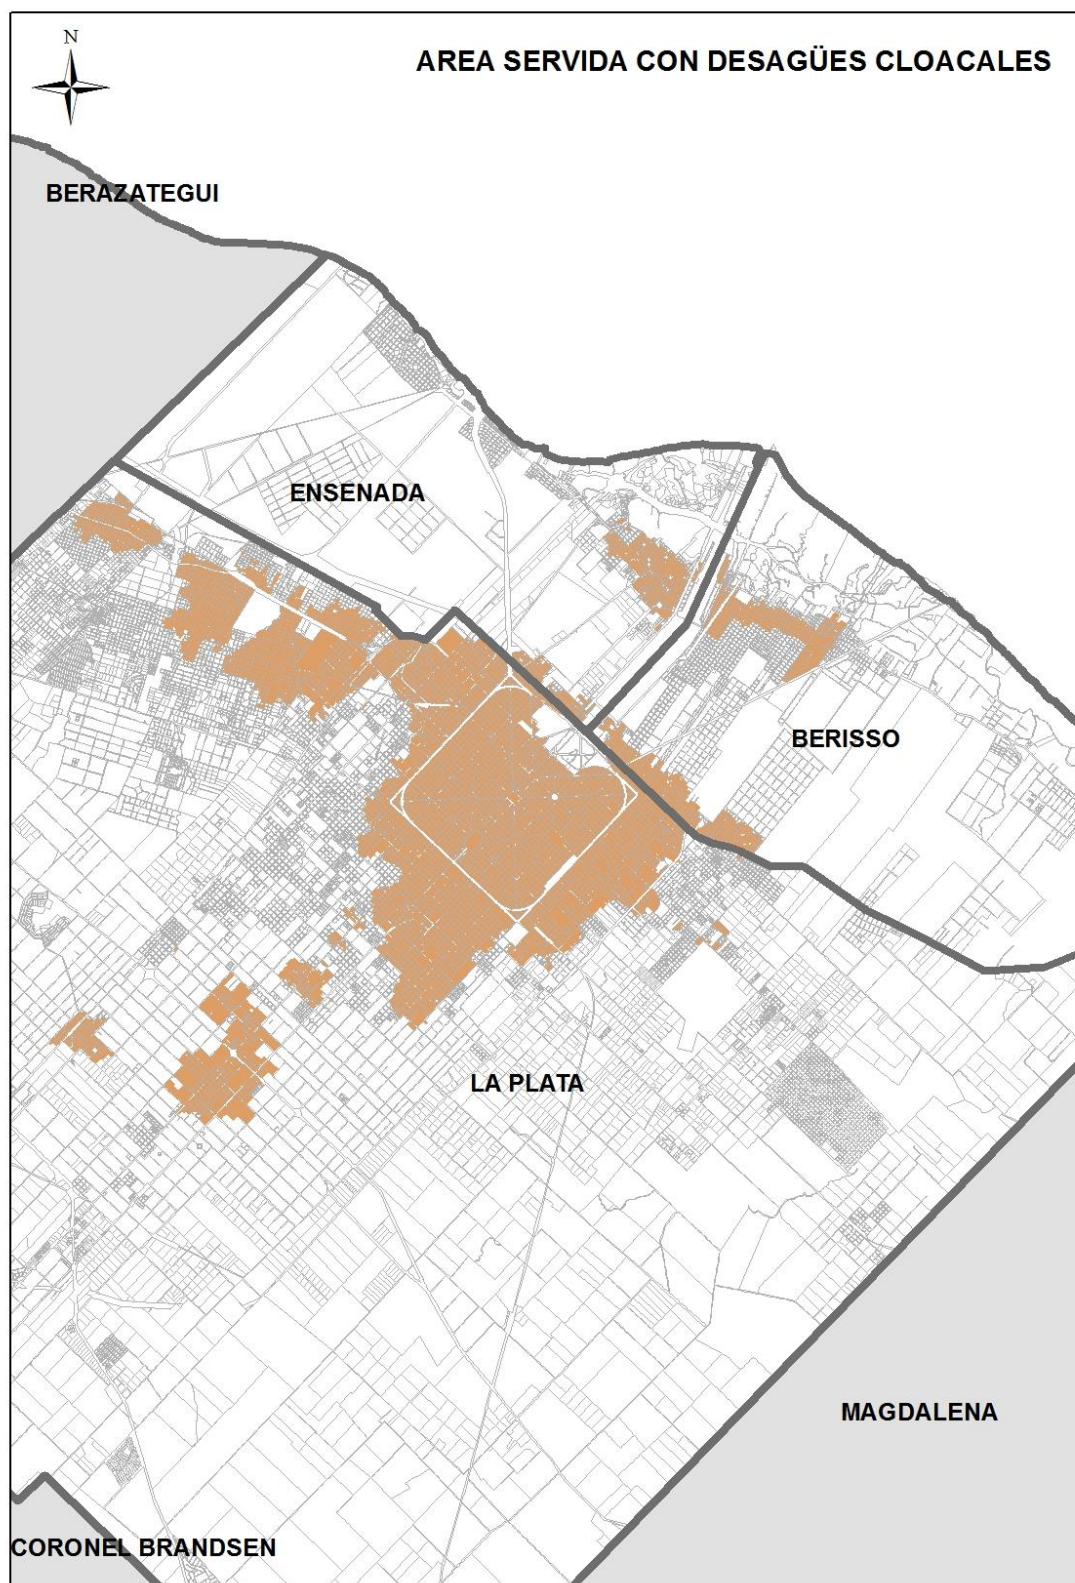 N
AREA SERVIDA CON DESAGÜES CLOACALES
BERAZATEGUI
ENSENADA
BERISSO
LA PLATA
MAGDALENA
CORONEL BRANDSEN